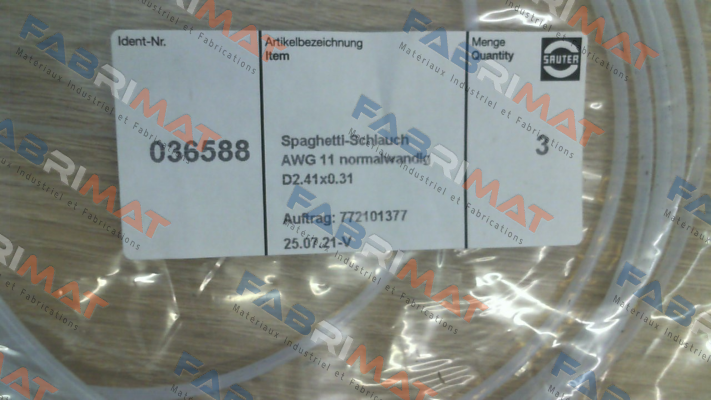 Ident-Nr.
Artikelbezeichnung
Item
Menge
Quantity
SAUTER
036588
Spaghetti-Schlauch
AWG 11 normalwandig
D2.41x0.31
3
Auftrag: 772101377
25.07.21-V
FABRIMAT
Materiaux Industriel et Fabrications